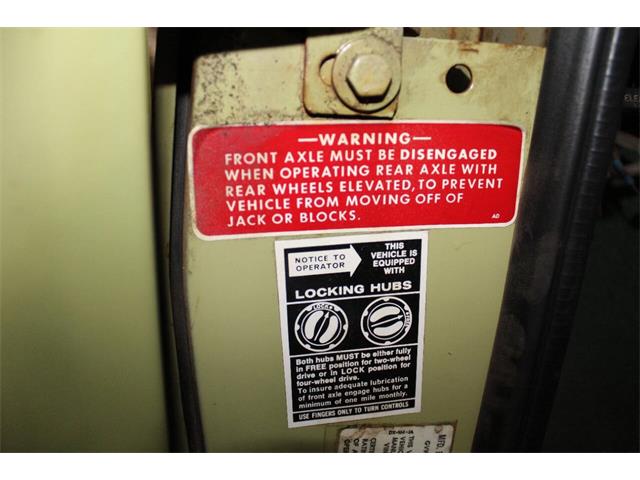 —WARNING—
FRONT AXLE MUST BE DISENGAGED
WHEN OPERATING REAR AXLE WITH
REAR WHEELS ELEVATED, TO PREVENT
VEHICLE FROM MOVING OFF OF
JACK OR BLOCKS.
AD
NOTICE TO
OPERATOR
THIS
VEHICLE IS
EQUIPPED
WITH
LOCKING HUBS
LOCK
Both hubs MUST be either fully
in FREE position for two-wheel
drive or in LOCK position for
four-wheel drive.
To insure adequate lubrication
of front axle engage hubs for a
minimum of one mile monthly.
USE FINGERS ONLY TO TURN CONTROLS
MFD.
GVW
THIS